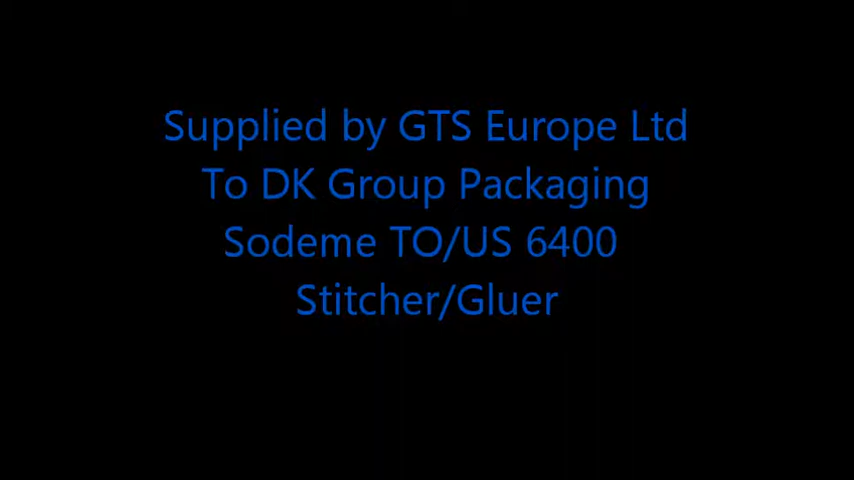 Supplied by GTS Europe Ltd
To DK Group Packaging
Sodeme TO/US 6400
Stitcher/Gluer